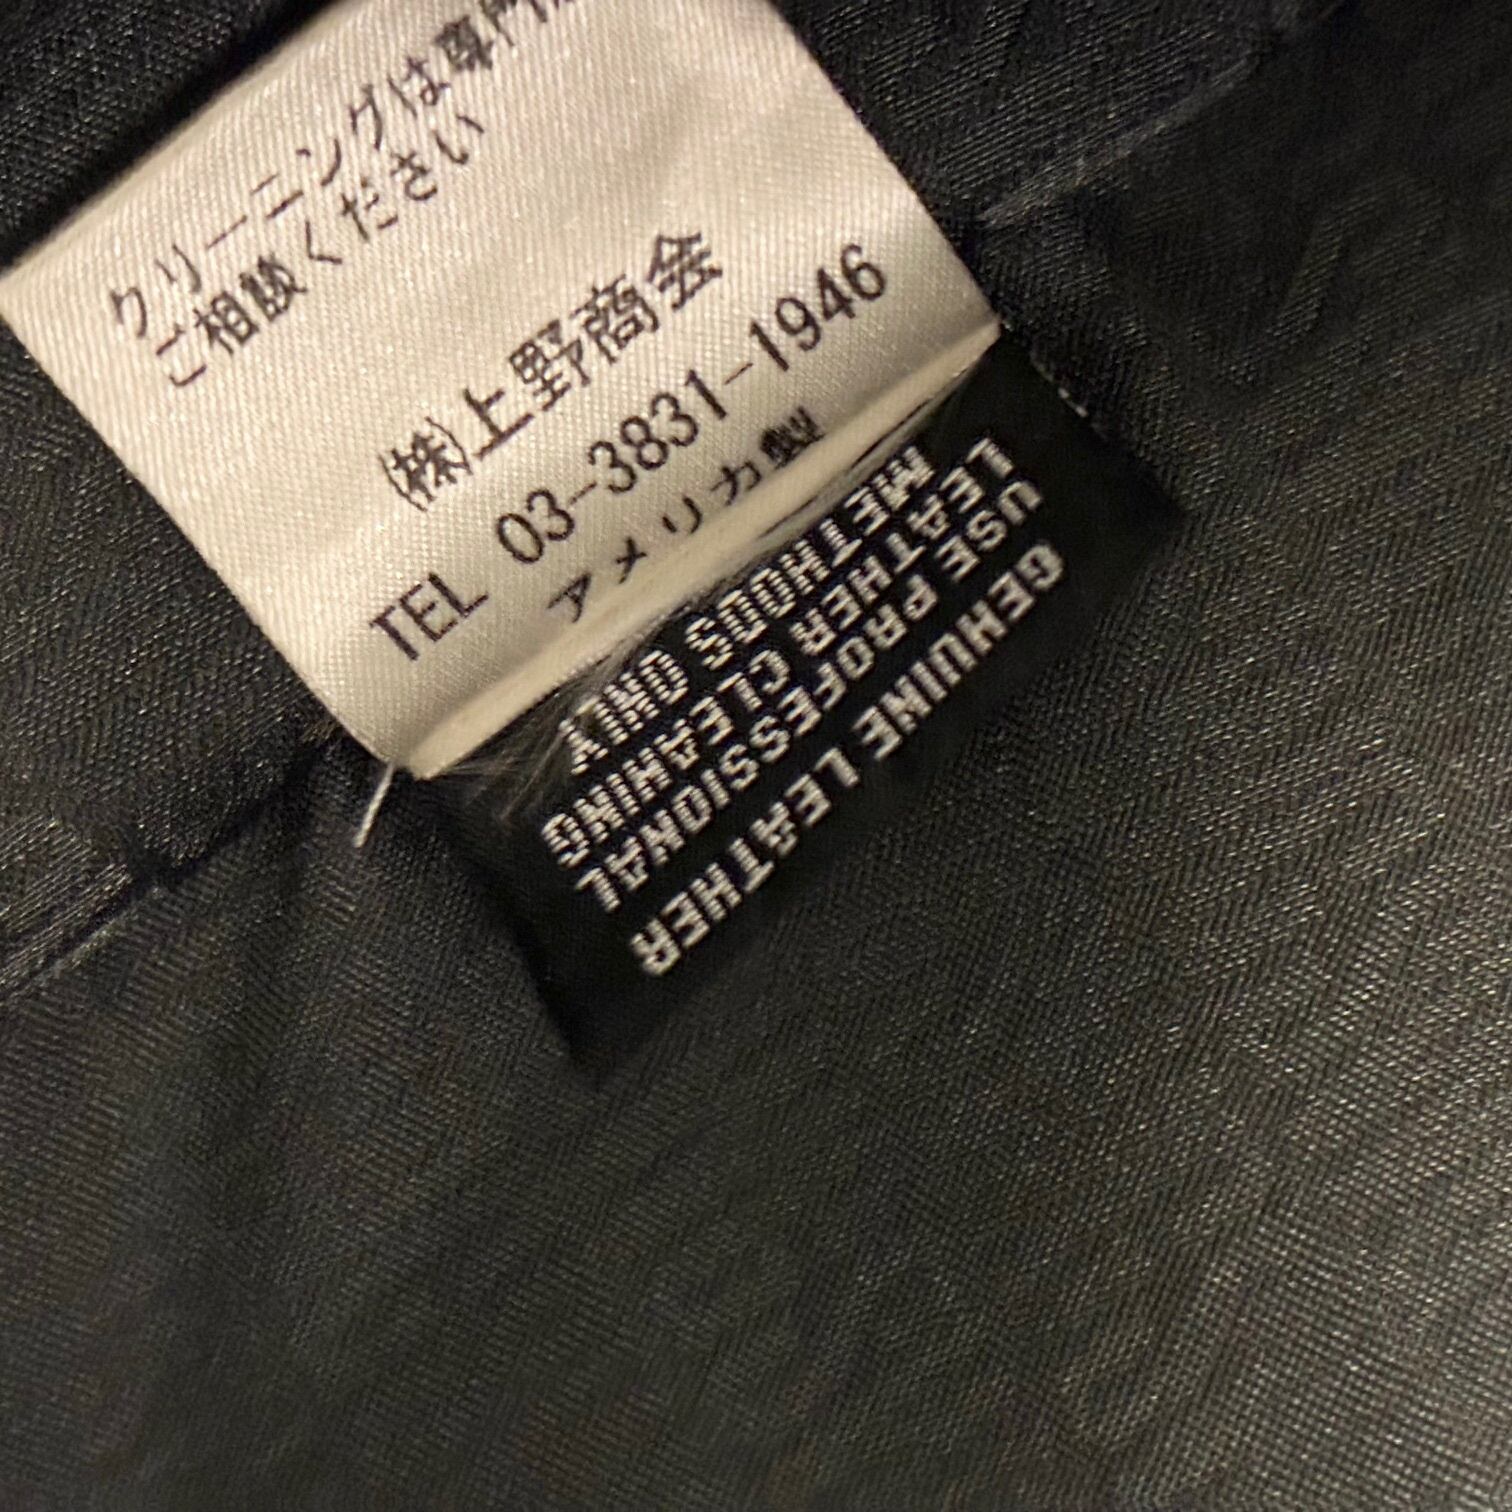 クリーニングは専門
ご相談ください
(株)上野商会
TEL 03-3831-1946
アメリカ製
GENUINE LEATHER
USE PROFESSIONAL
LEATHER CLEANING
METHODS ONLY